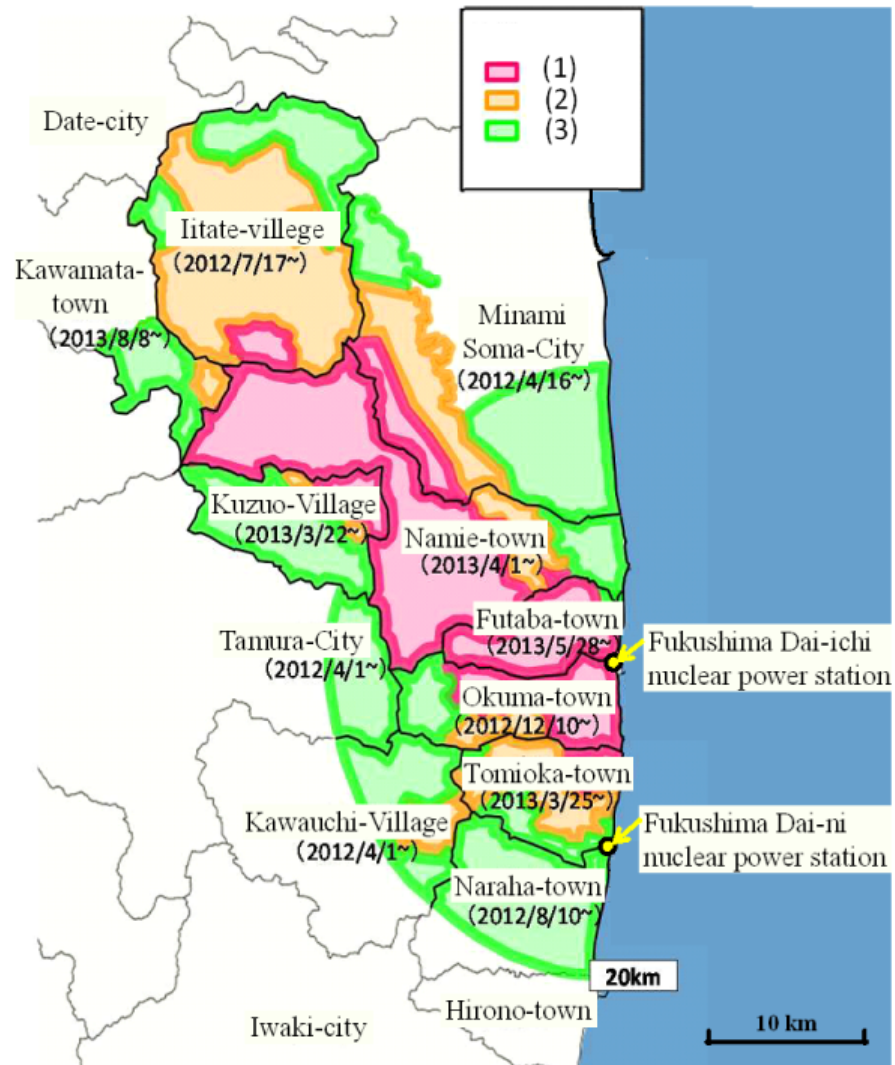 (1)
(2)
(3)
Date-city
Iitate-villege
(2012/7/17~)
Kawamata-
town
(2013/8/8~)
Minami
Soma-City
(2012/4/16~)
Kuzuo-Village
(2013/3/22~)
Namie-town
(2013/4/1~)
Futaba-town
(2013/5/28~)
Fukushima Dai-ichi
nuclear power station
Tamura-City
(2012/4/1~)
Okuma-town
(2012/12/10~)
Tomioka-town
(2013/3/25~)
Kawauchi-Village
(2012/4/1~)
Fukushima Dai-ni
nuclear power station
Naraha-town
(2012/8/10~)
20km
Hirono-town
Iwaki-city
10 km